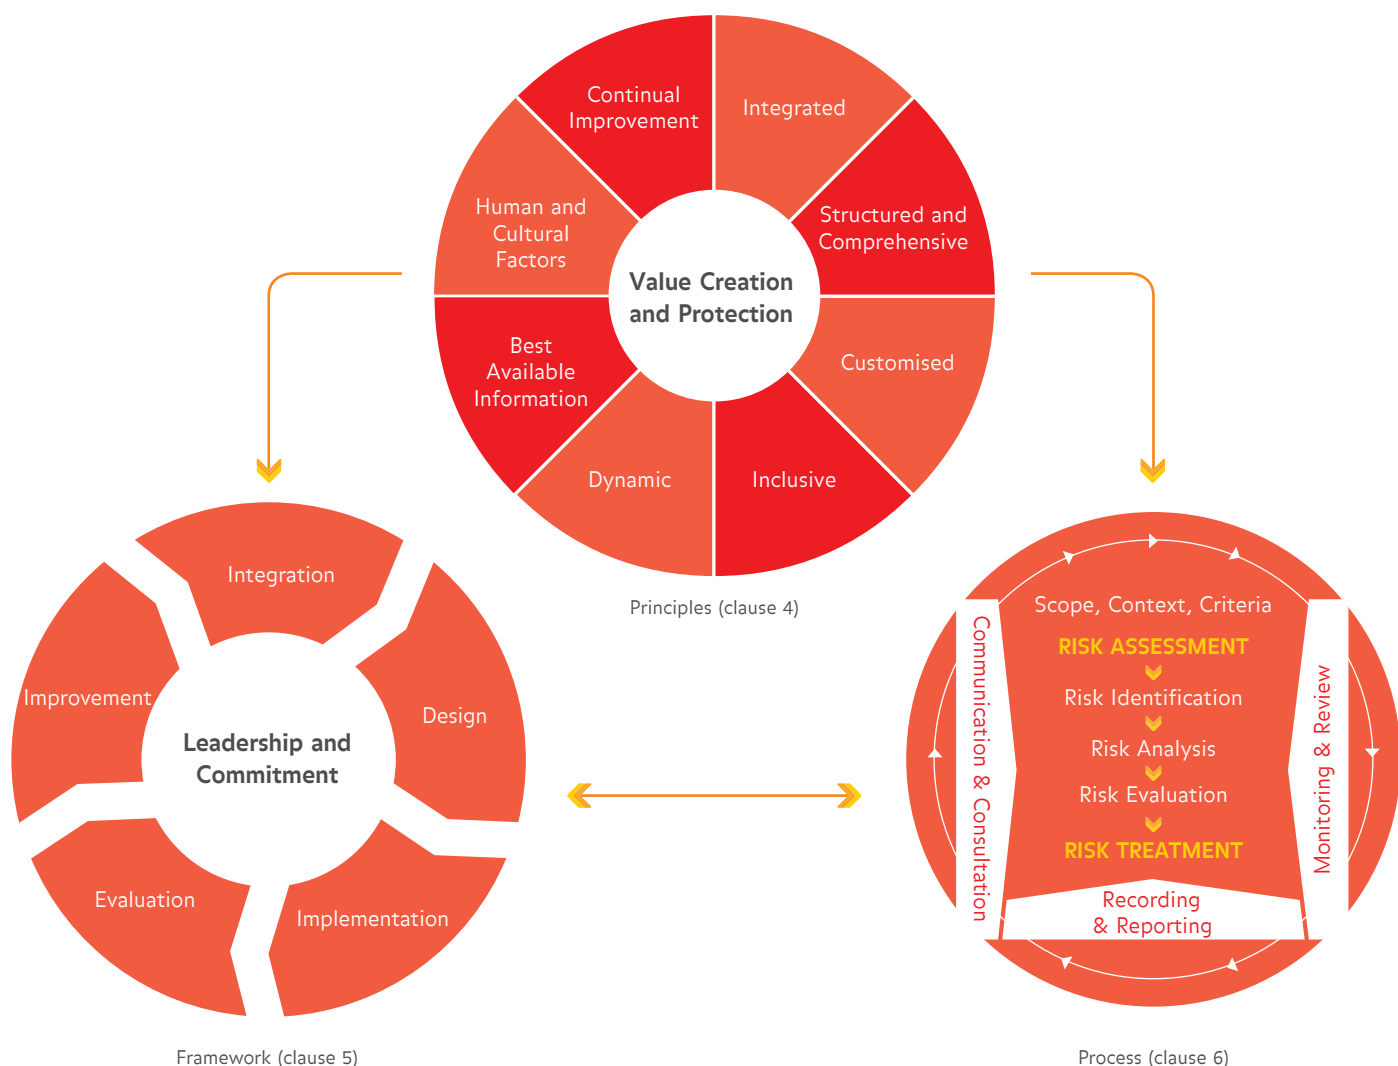 Continual
Improvement
Integrated
Structured and
Comprehensive
Customised
Inclusive
Dynamic
Best
Available
Information
Human and
Cultural
Factors
Value Creation
and Protection
Principles (clause 4)
Integration
Design
Implementation
Evaluation
Improvement
Leadership and
Commitment
Framework (clause 5)
Scope, Context, Criteria
RISK ASSESSMENT
Risk Identification
Risk Analysis
Risk Evaluation
RISK TREATMENT
Communication & Consultation
Monitoring & Review
Recording
& Reporting
Process (clause 6)